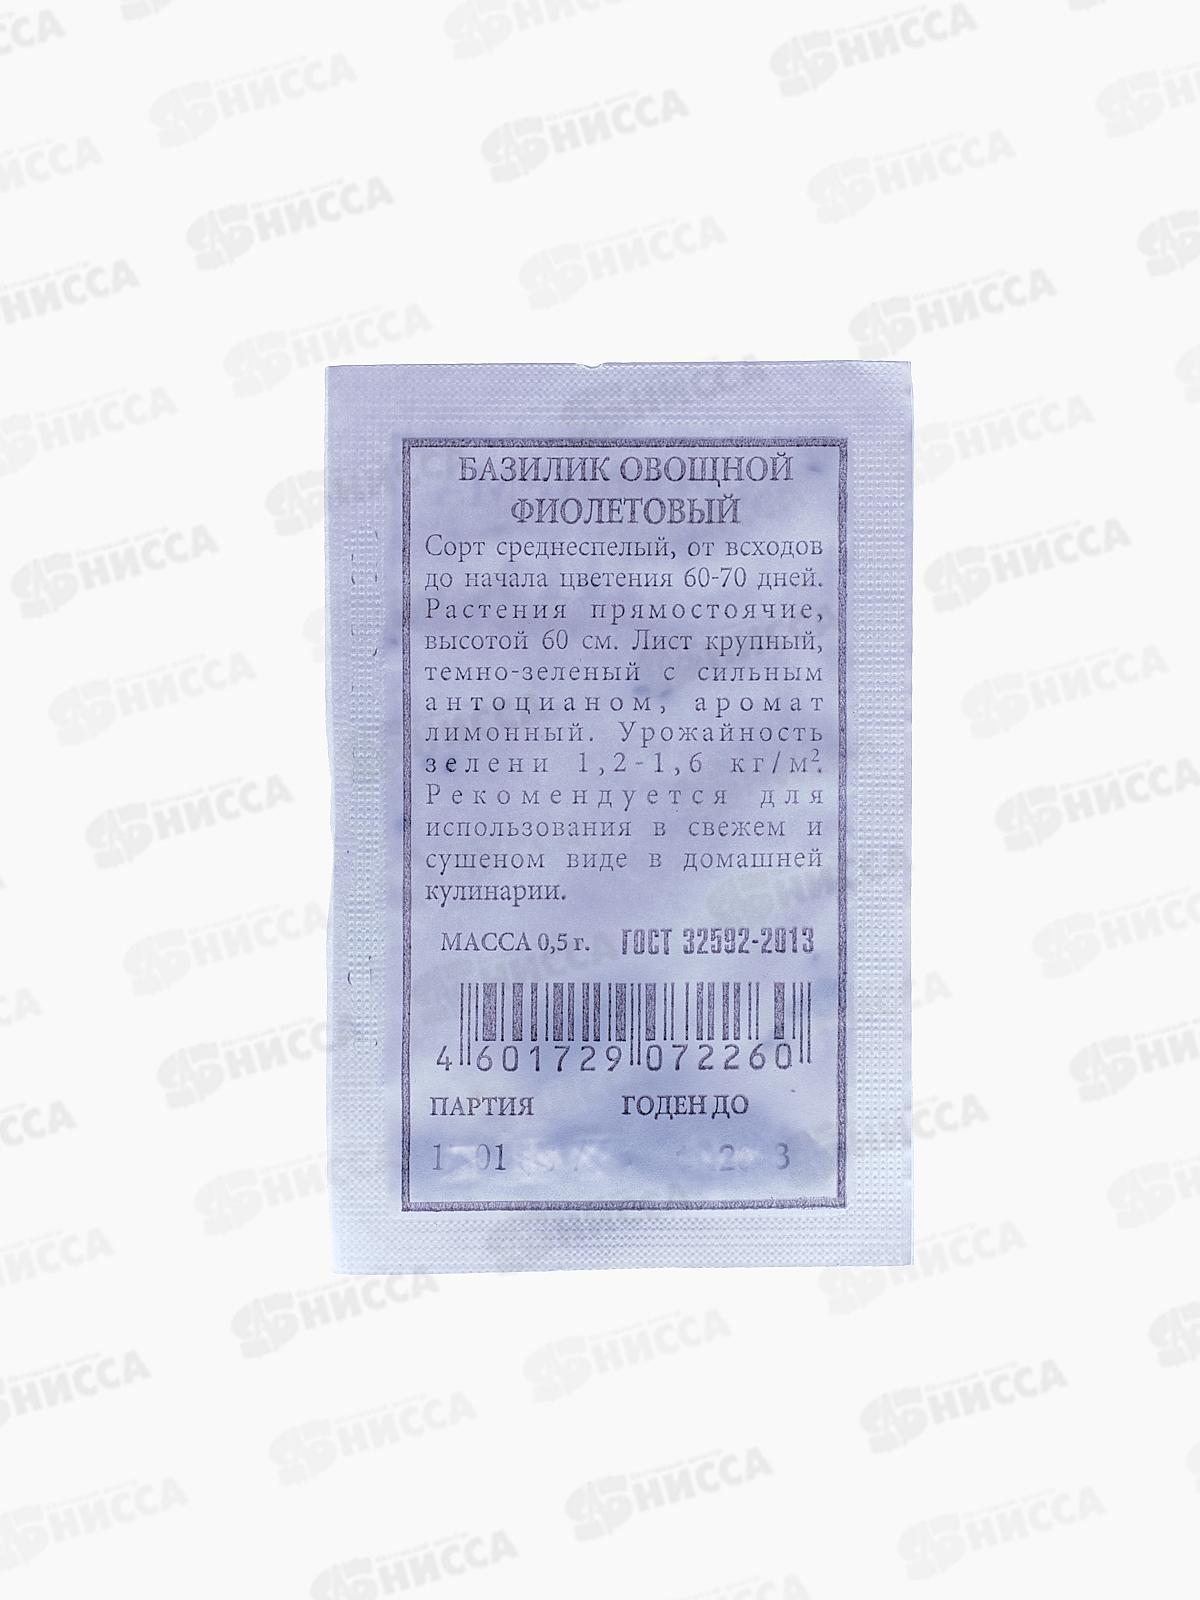 БАЗИЛИК ОВОЩНОЙ
ФИОЛЕТОВЫЙ
Сорт среднеспелый, от всходов
до начала цветения 60-70 дней.
Растения прямостоячие,
высотой 60 см. Лист крупный,
темно-зеленый с сильным
антоцианом, аромат
лимонный. Урожайность
зелени 1,2-1,6 кг/м².
Рекомендуется для
использования в свежем и
сушеном виде в домашней
кулинарии.
МАССА 0,5 г. ГОСТ 32592-2013
4 601729 072260
ПАРТИЯ ГОДЕН ДО